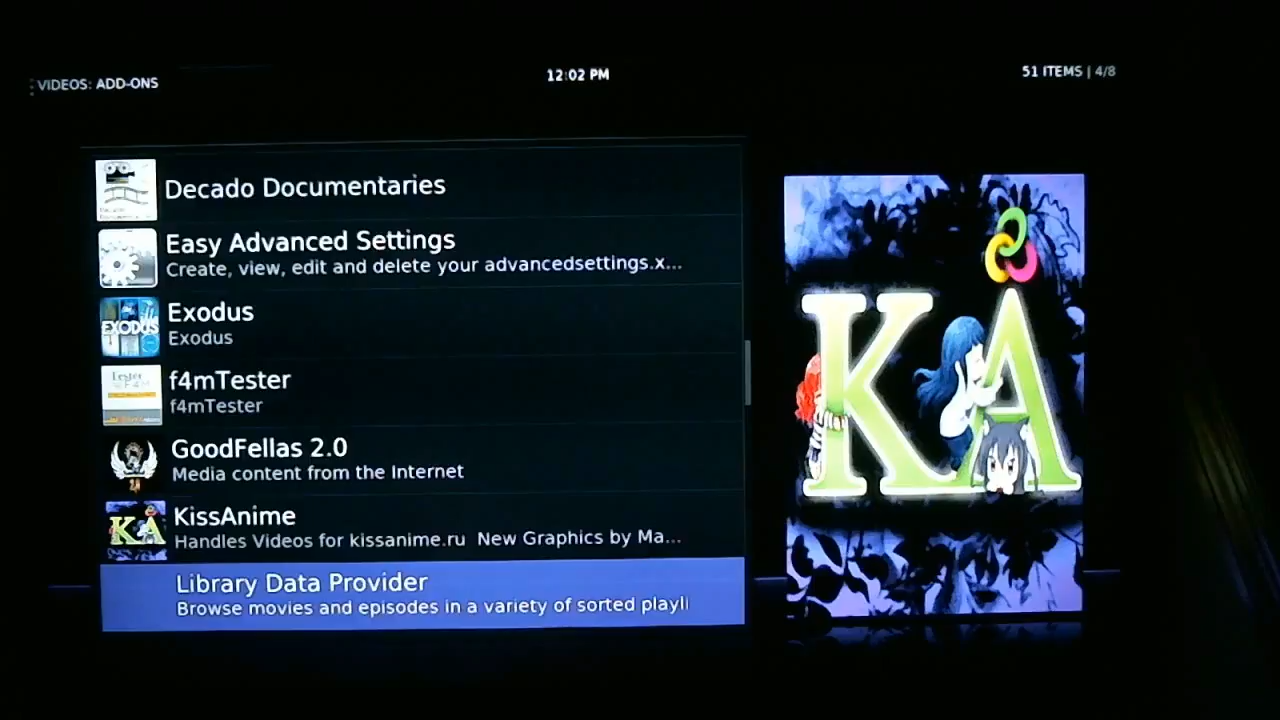 VIDEOS: ADD-ONS
12:02 PM
51 ITEMS | 4/8
Decado Documentaries
Easy Advanced Settings
Create, view, edit and delete your advancedsettings.x...
EXODUS
Exodus
Exodus
Tester
f4mTester
f4mTester
GoodFellas 2.0
Media content from the Internet
KA
KissAnime
Handles Videos for kissanime.ru New Graphics by Ma...
Library Data Provider
Browse movies and episodes in a variety of sorted playli
KA